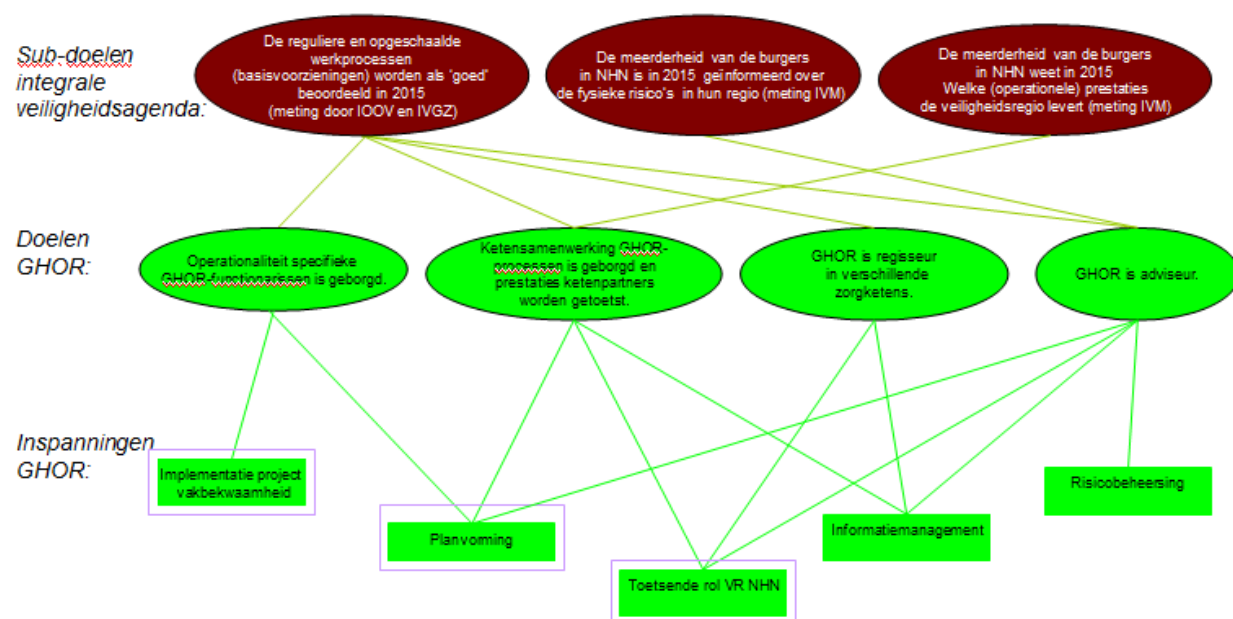 Sub-doelen
integrale
veiligheidsagenda:
De reguliere en opgeschaalde
werkprocessen
(basisvoorzieningen) worden als 'goed'
beoordeeld in 2015
(meting door IOOV en IVGZ)
De meerderheid van de burgers
in NHN is in 2015 geïnformeerd over
de fysieke risico's in hun regio (meting IVM)
De meerderheid van de burgers
in NHN weet in 2015
Welke (operationele) prestaties
de veiligheidsregio levert (meting IVM)
Doelen
GHOR:
Operationaliteit specifieke
GHOR-functionarissen is geborgd.
Ketensamenwerking GHOR-
processen is geborgd en
prestaties ketenpartners
worden getoetst.
GHOR is regisseur
in verschillende
zorgketens.
GHOR is adviseur.
Inspanningen
GHOR:
Implementatie project
vakbekwaamheid
Planvorming
Toetsende rol VR NHN
Informatiemanagement
Risicobeheersing